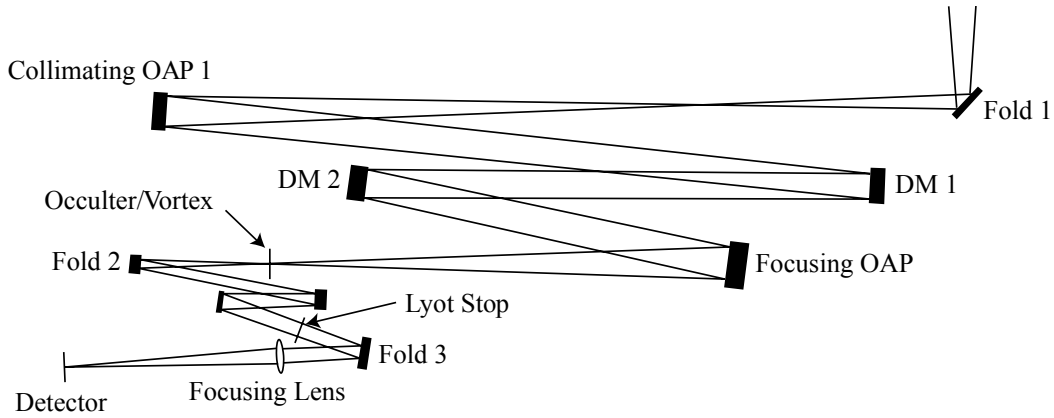 Collimating OAP 1
Fold 1
DM 2
DM 1
Occulter/Vortex
Fold 2
Focusing OAP
Lyot Stop
Fold 3
Focusing Lens
Detector